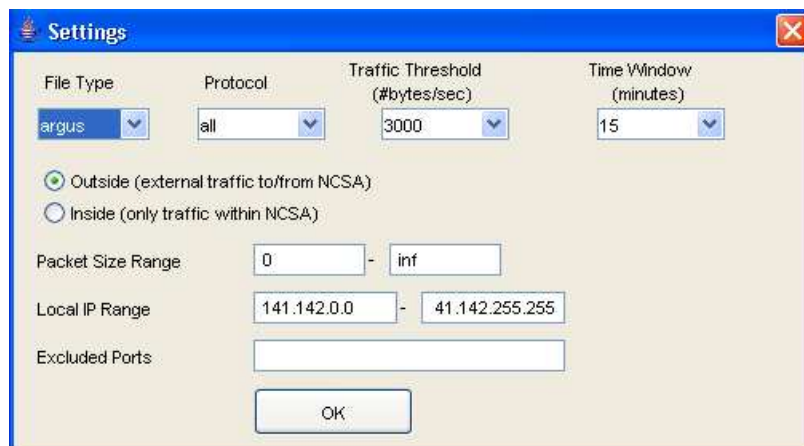 Settings
File Type
Protocol
Traffic Threshold
(#bytes/sec)
Time Window
(minutes)
argus
all
3000
15
Outside (external traffic to/from NCSA)
Inside (only traffic within NCSA)
Packet Size Range 0 - inf
Local IP Range 141.142.0.0 - 41.142.255.255
Excluded Ports
OK